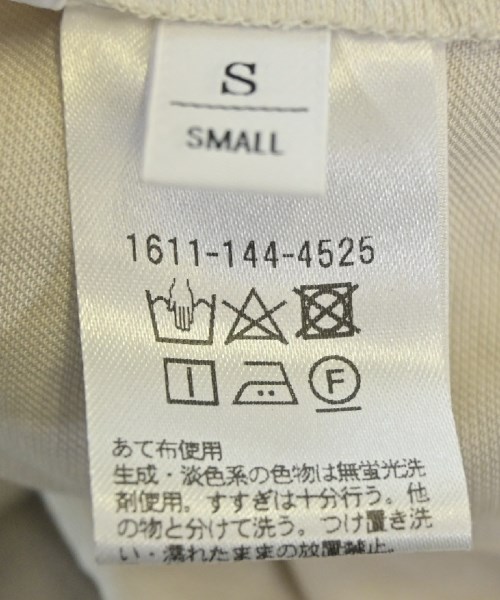 S
SMALL
1611-144-4525
F
あて布使用
生成・淡色系の色物は無蛍光洗
剤使用。すすぎは十分行う。他
の物と分けて洗う。つけ置き洗
い・濡れたままの放置禁止。